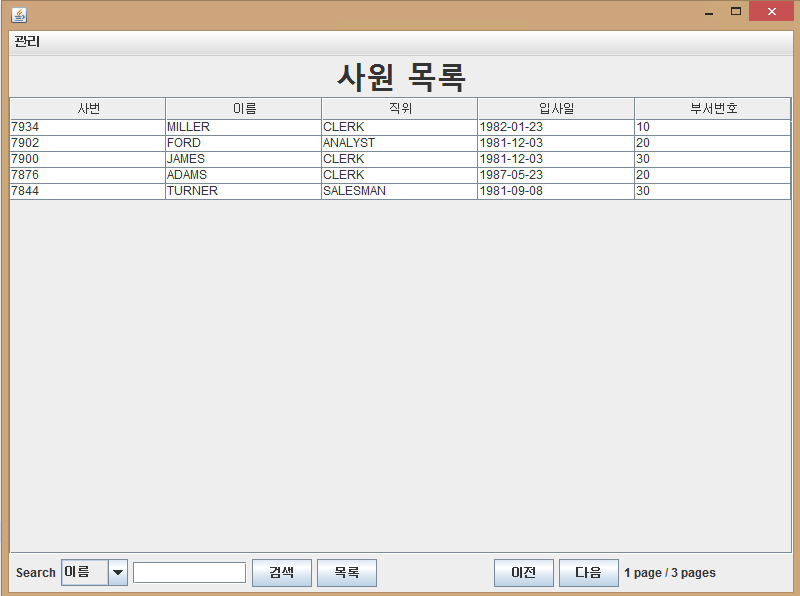 관리
사원 목록
사번 이름 직위 입사일 부서번호
7934 MILLER CLERK 1982-01-23 10
7902 FORD ANALYST 1981-12-03 20
7900 JAMES CLERK 1981-12-03 30
7876 ADAMS CLERK 1987-05-23 20
7844 TURNER SALESMAN 1981-09-08 30
Search 이름 검색 목록 이전 다음 1 page / 3 pages